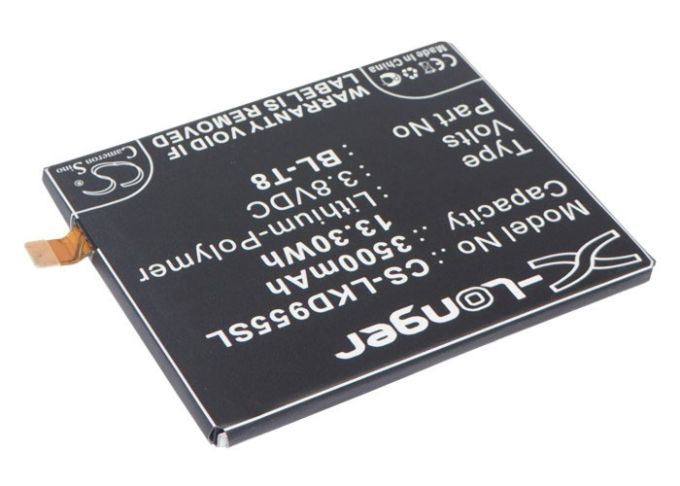 X-Longer
Model No :CS-LKD955SL
Capacity :3500mAh
13.30Wh
Type :Lithium-Polymer
Volts :3.8VDC
Part No :BL-T8
WARRANTY VOID IF
LABEL IS REMOVED
CE
Made in China
CS
Cameron Sino